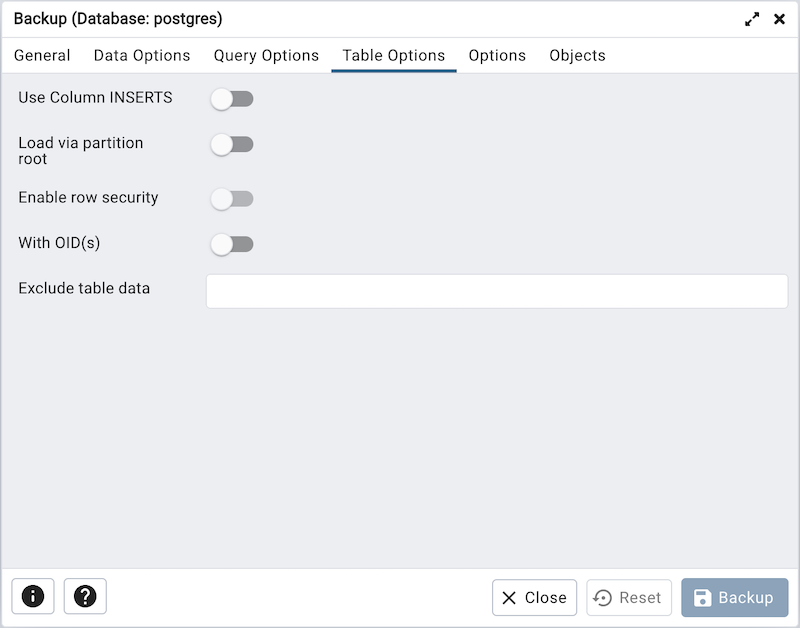 Backup (Database: postgres)
General Data Options Query Options Table Options Options Objects
Use Column INSERTS
Load via partition
root
Enable row security
With OID(s)
Exclude table data
Close Reset Backup